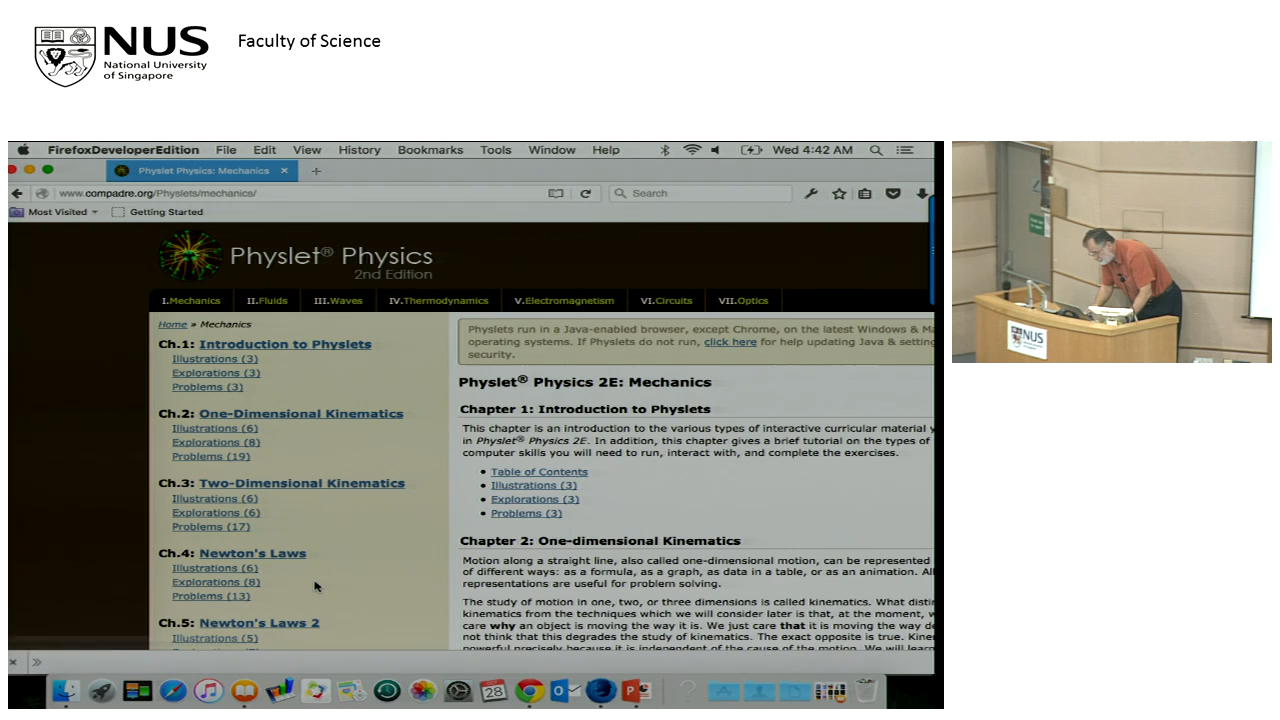 NUS
National University
of Singapore
Faculty of Science
FirefoxDeveloperEdition File Edit View History Bookmarks Tools Window Help Wed 4:42 AM
Physlet Physics: Mechanics
www.compadre.org/Physlets/mechanics/
Search
Most Visited
Getting Started
Physlet® Physics
2nd Edition
I.Mechanics II.Fluids III.Waves IV.Thermodynamics V.Electromagnetism VI.Circuits VII.Optics
Home » Mechanics
Ch.1: Introduction to Physlets
Illustrations (3)
Explorations (3)
Problems (3)
Ch.2: One-Dimensional Kinematics
Illustrations (6)
Explorations (8)
Problems (19)
Ch.3: Two-Dimensional Kinematics
Illustrations (6)
Explorations (6)
Problems (17)
Ch.4: Newton's Laws
Illustrations (6)
Explorations (8)
Problems (13)
Ch.5: Newton's Laws 2
Illustrations (5)
Physlets run in a Java-enabled browser, except Chrome, on the latest Windows &
operating systems. If Physlets do not run, click here for help updating Java &
security.
Physlet® Physics 2E: Mechanics
Chapter 1: Introduction to Physlets
This chapter is an introduction to the various types of interactive curricular material
in Physlet® Physics 2E. In addition, this chapter gives a brief tutorial on the types of
computer skills you will need to run, interact with, and complete the exercises.
• Table of Contents
• Illustrations (3)
• Explorations (3)
• Problems (3)
Chapter 2: One-dimensional Kinematics
Motion along a straight line, also called one-dimensional motion, can be represented
of different ways: as a formula, as a graph, as data in a table, or as an animation.
representations are useful for problem solving.
The study of motion in one, two, or three dimensions is called kinematics. What
kinematics from the techniques which we will consider later is that, at the moment,
care why an object is moving the way it is. We just care that it is moving the way
not think that this degrades the study of kinematics. The exact opposite is true.
powerful precisely because it is independent of the cause of the motion. We will learn
28
NUS